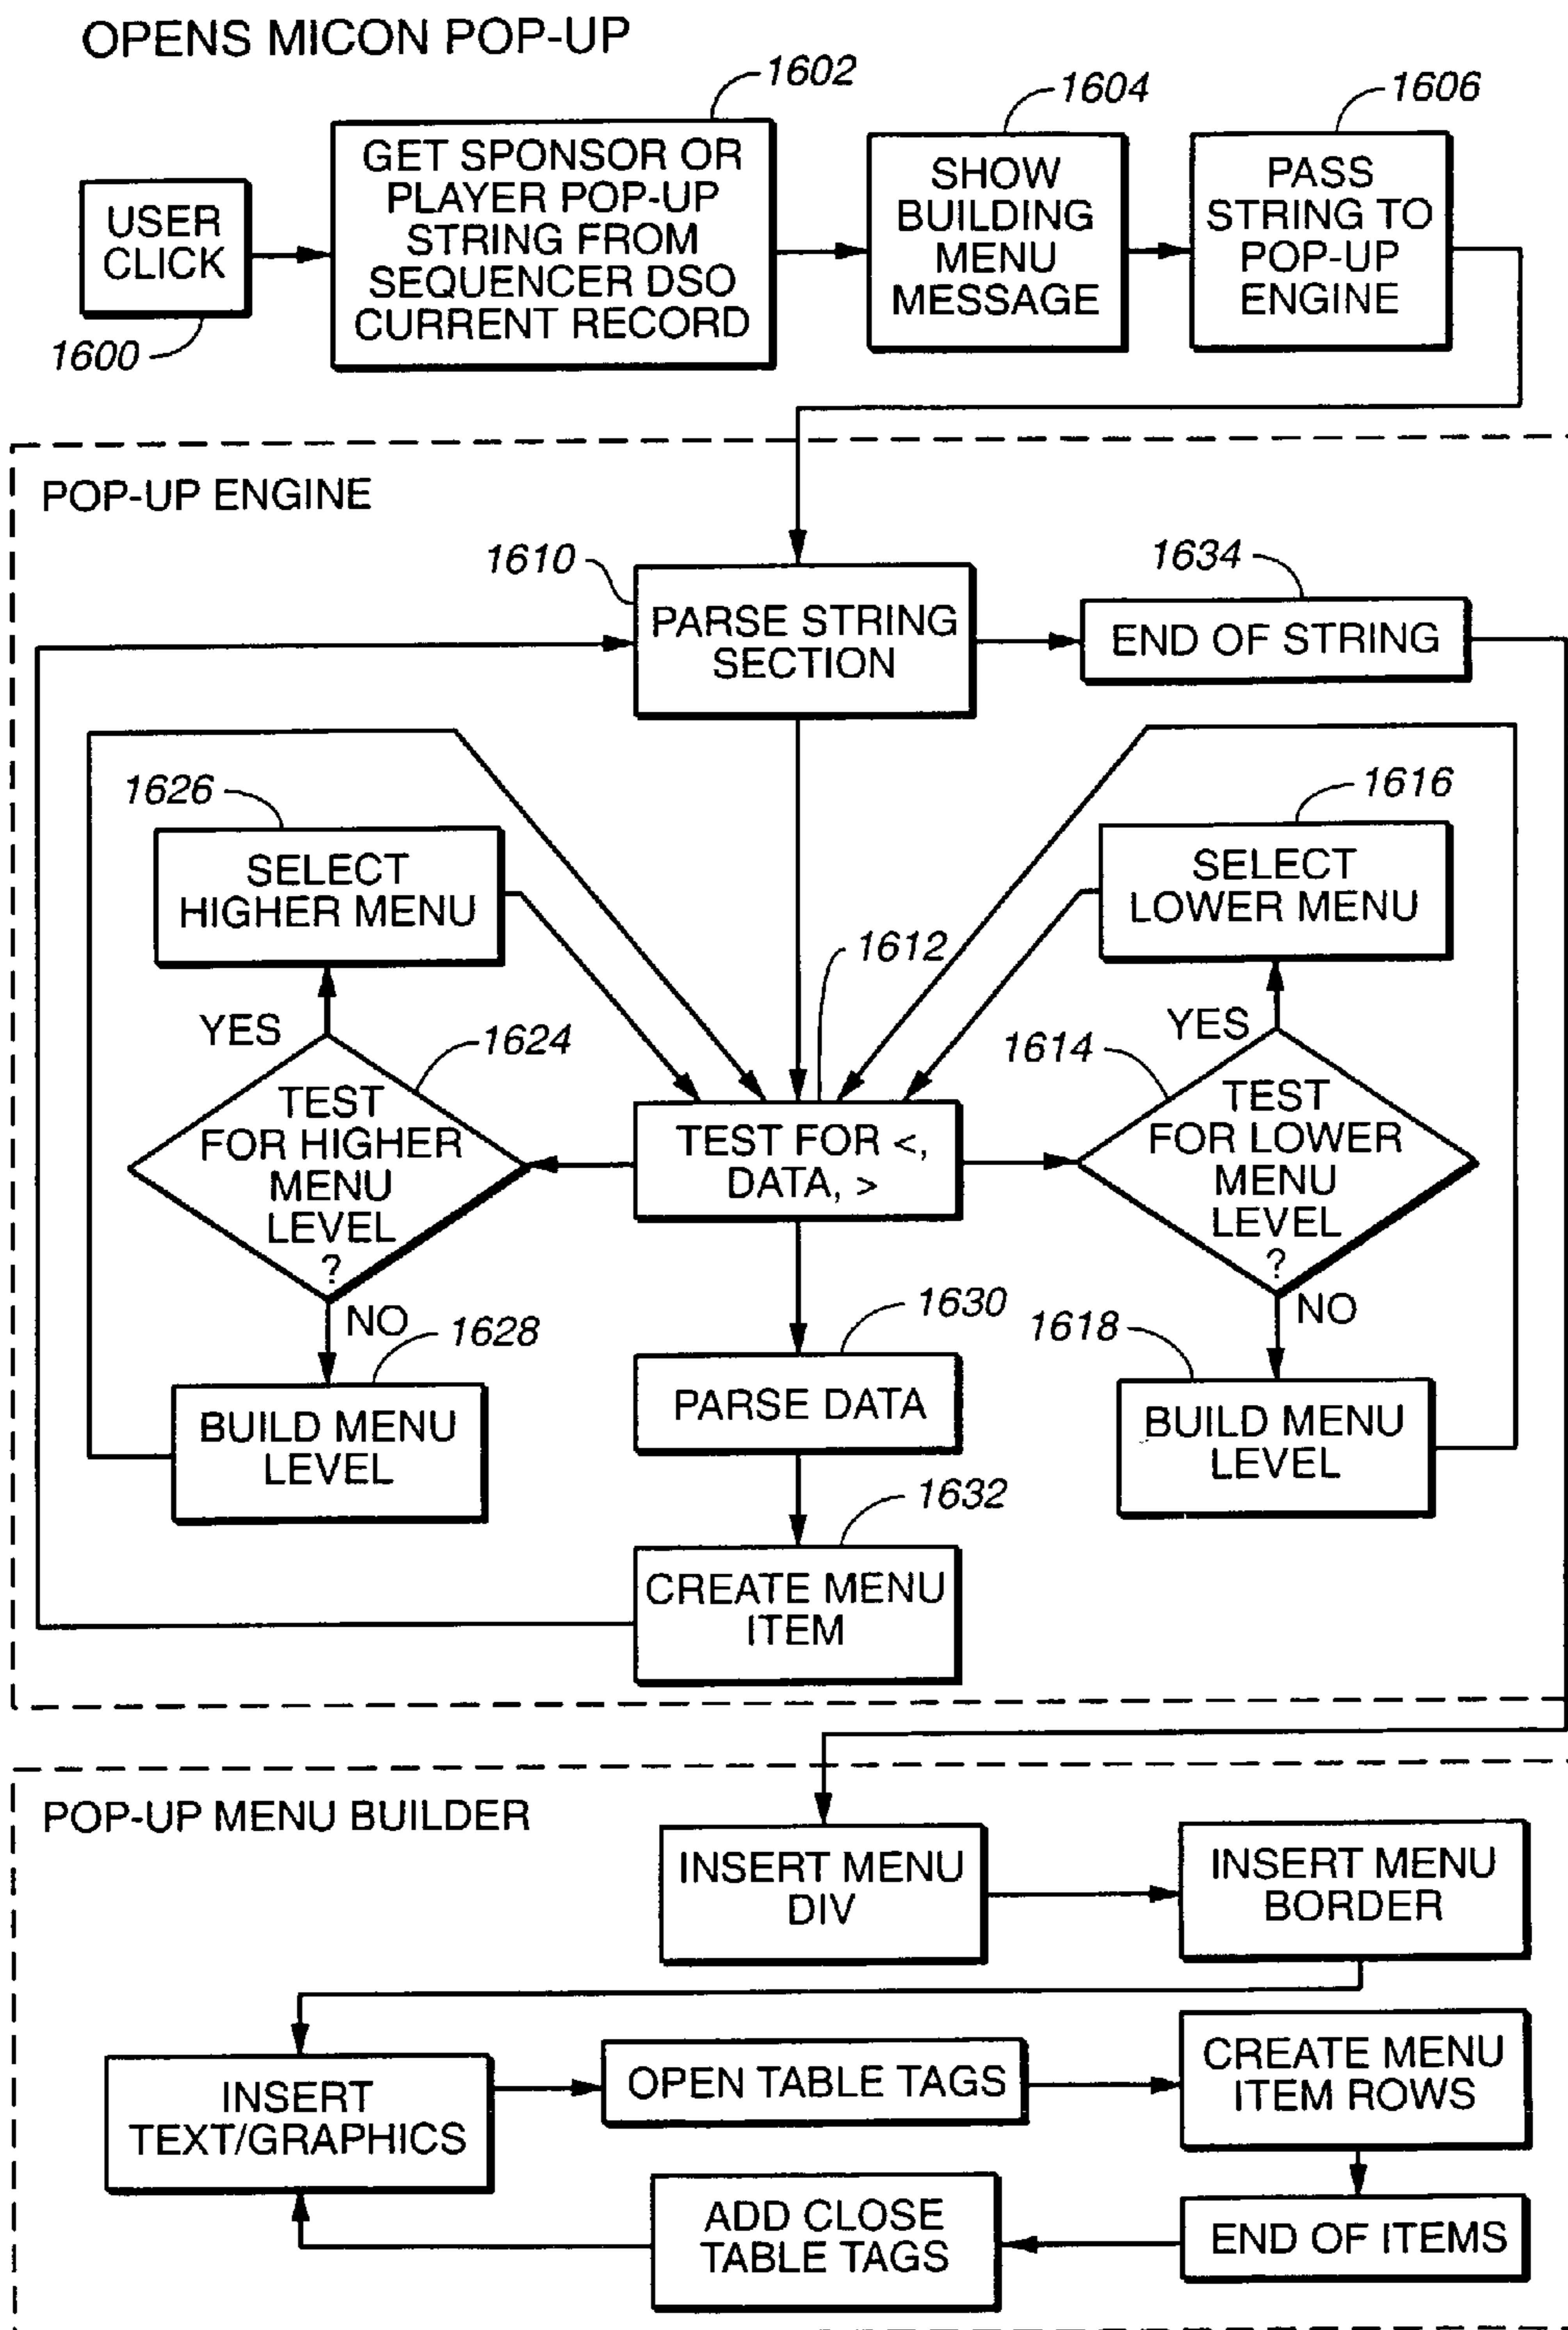 OPENS MICON POP-UP
1602
1604
1606
USER
CLICK
1600
GET SPONSOR OR
PLAYER POP-UP
STRING FROM
SEQUENCER DSO
CURRENT RECORD
SHOW
BUILDING
MENU
MESSAGE
PASS
STRING TO
POP-UP
ENGINE
POP-UP ENGINE
1610
PARSE STRING
SECTION
1634
END OF STRING
1626
SELECT
HIGHER MENU
1616
SELECT
LOWER MENU
1612
YES
1624
TEST
FOR HIGHER
MENU
LEVEL
?
NO
TEST FOR <,
DATA, >
YES
1614
TEST
FOR LOWER
MENU
LEVEL
?
NO
1628
BUILD MENU
LEVEL
1630
PARSE DATA
1618
BUILD MENU
LEVEL
1632
CREATE MENU
ITEM
POP-UP MENU BUILDER
INSERT MENU
DIV
INSERT MENU
BORDER
INSERT
TEXT/GRAPHICS
OPEN TABLE TAGS
CREATE MENU
ITEM ROWS
ADD CLOSE
TABLE TAGS
END OF ITEMS